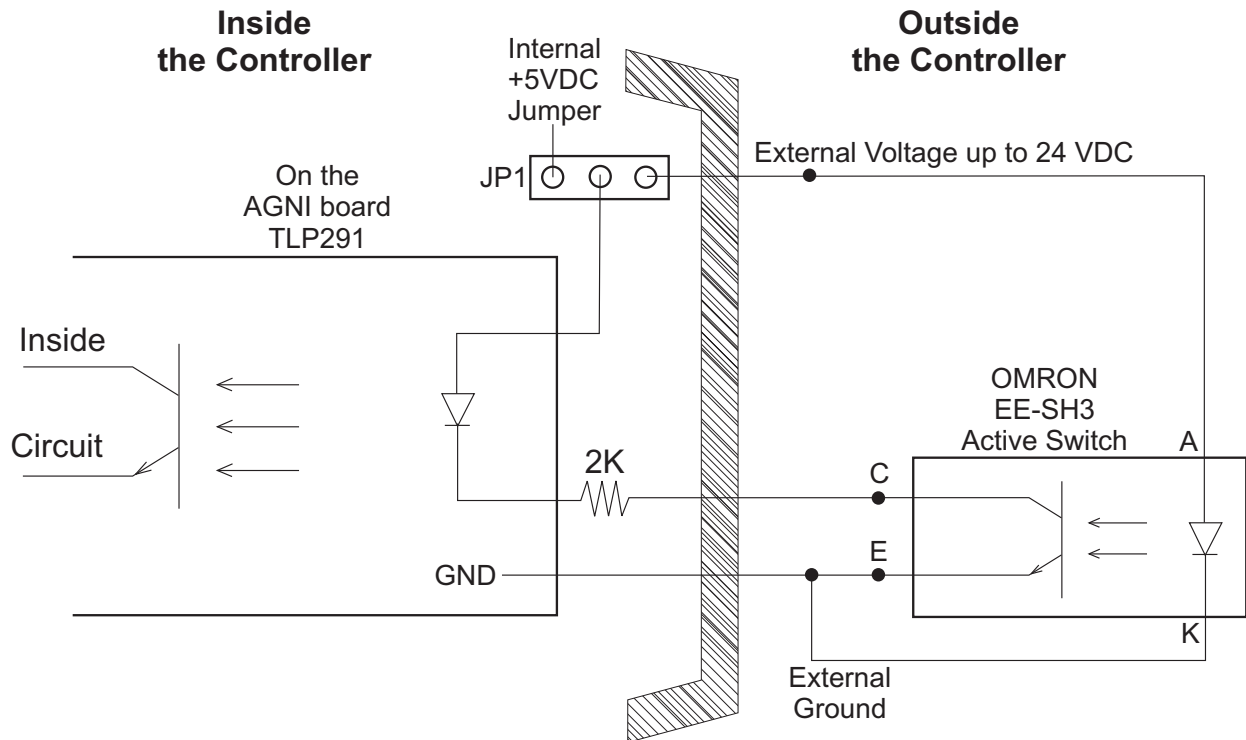 Inside
the Controller
Outside
the Controller
Internal
+5VDC
Jumper
JP1
External Voltage up to 24 VDC
On the
AGNI board
TLP291
Inside
Circuit
2K
GND
C
E
OMRON
EE-SH3
Active Switch
A
K
External
Ground